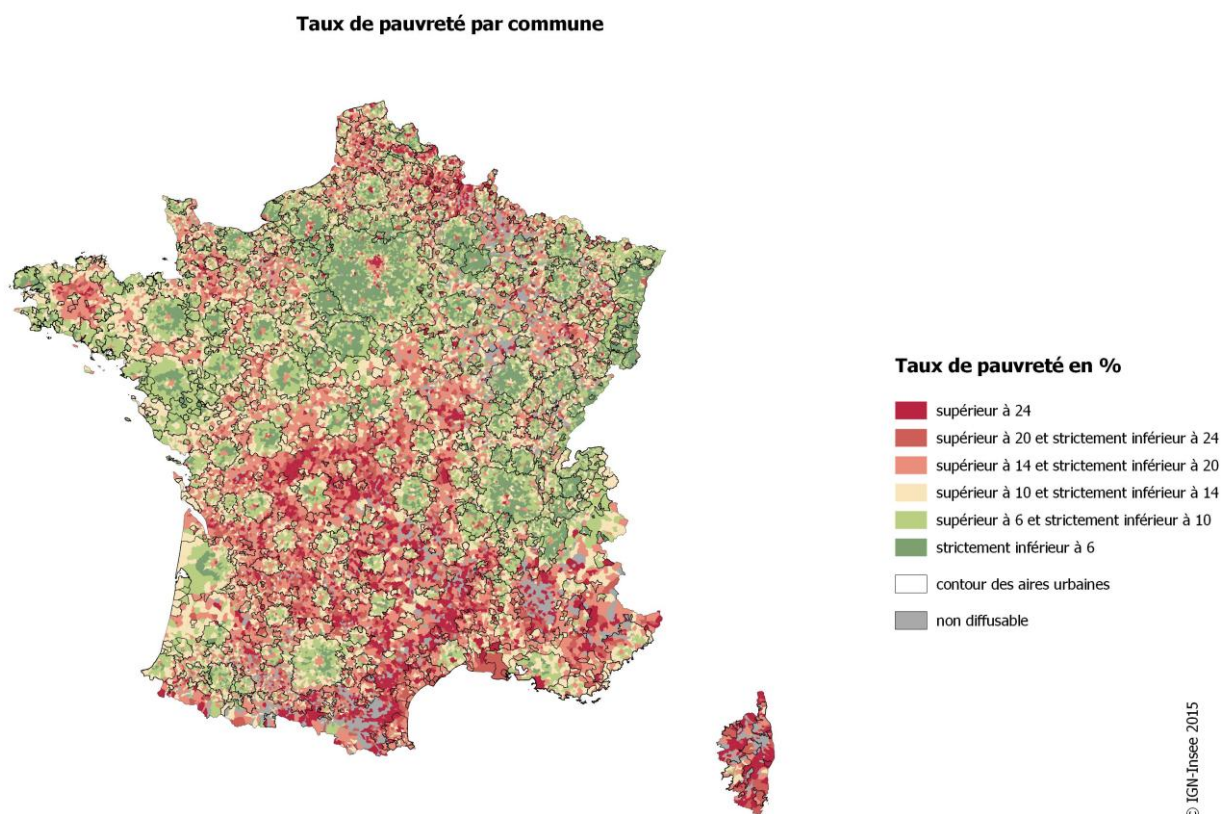 Taux de pauvreté par commune
Taux de pauvreté en %
supérieur à 24
supérieur à 20 et strictement inférieur à 24
supérieur à 14 et strictement inférieur à 20
supérieur à 10 et strictement inférieur à 14
supérieur à 6 et strictement inférieur à 10
strictement inférieur à 6
contour des aires urbaines
non diffusable
© IGN-Insee 2015